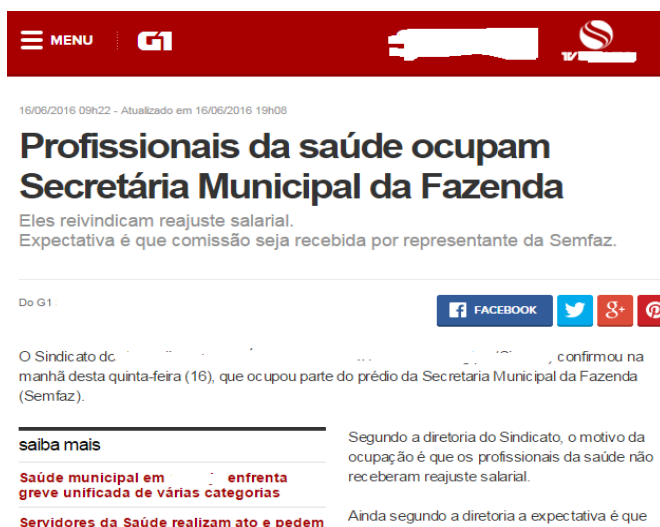 MENU
G1
TV
16/06/2016 09h22 - Atualizado em 16/06/2016 19h08
Profissionais da saúde ocupam
Secretária Municipal da Fazenda
Eles reivindicam reajuste salarial.
Expectativa é que comissão seja recebida por representante da Semfaz.
Do G1
FACEBOOK
O Sindicato confirmou na
manhã desta quinta-feira (16), que ocupou parte do prédio da Secretaria Municipal da Fazenda
(Semfaz).
saiba mais
Saúde municipal em enfrenta
greve unificada de várias categorias
Servidores da Saúde realizam ato e pedem
Segundo a diretoria do Sindicato, o motivo da
ocupação é que os profissionais da saúde não
receberam reajuste salarial.
Ainda segundo a diretoria a expectativa é que